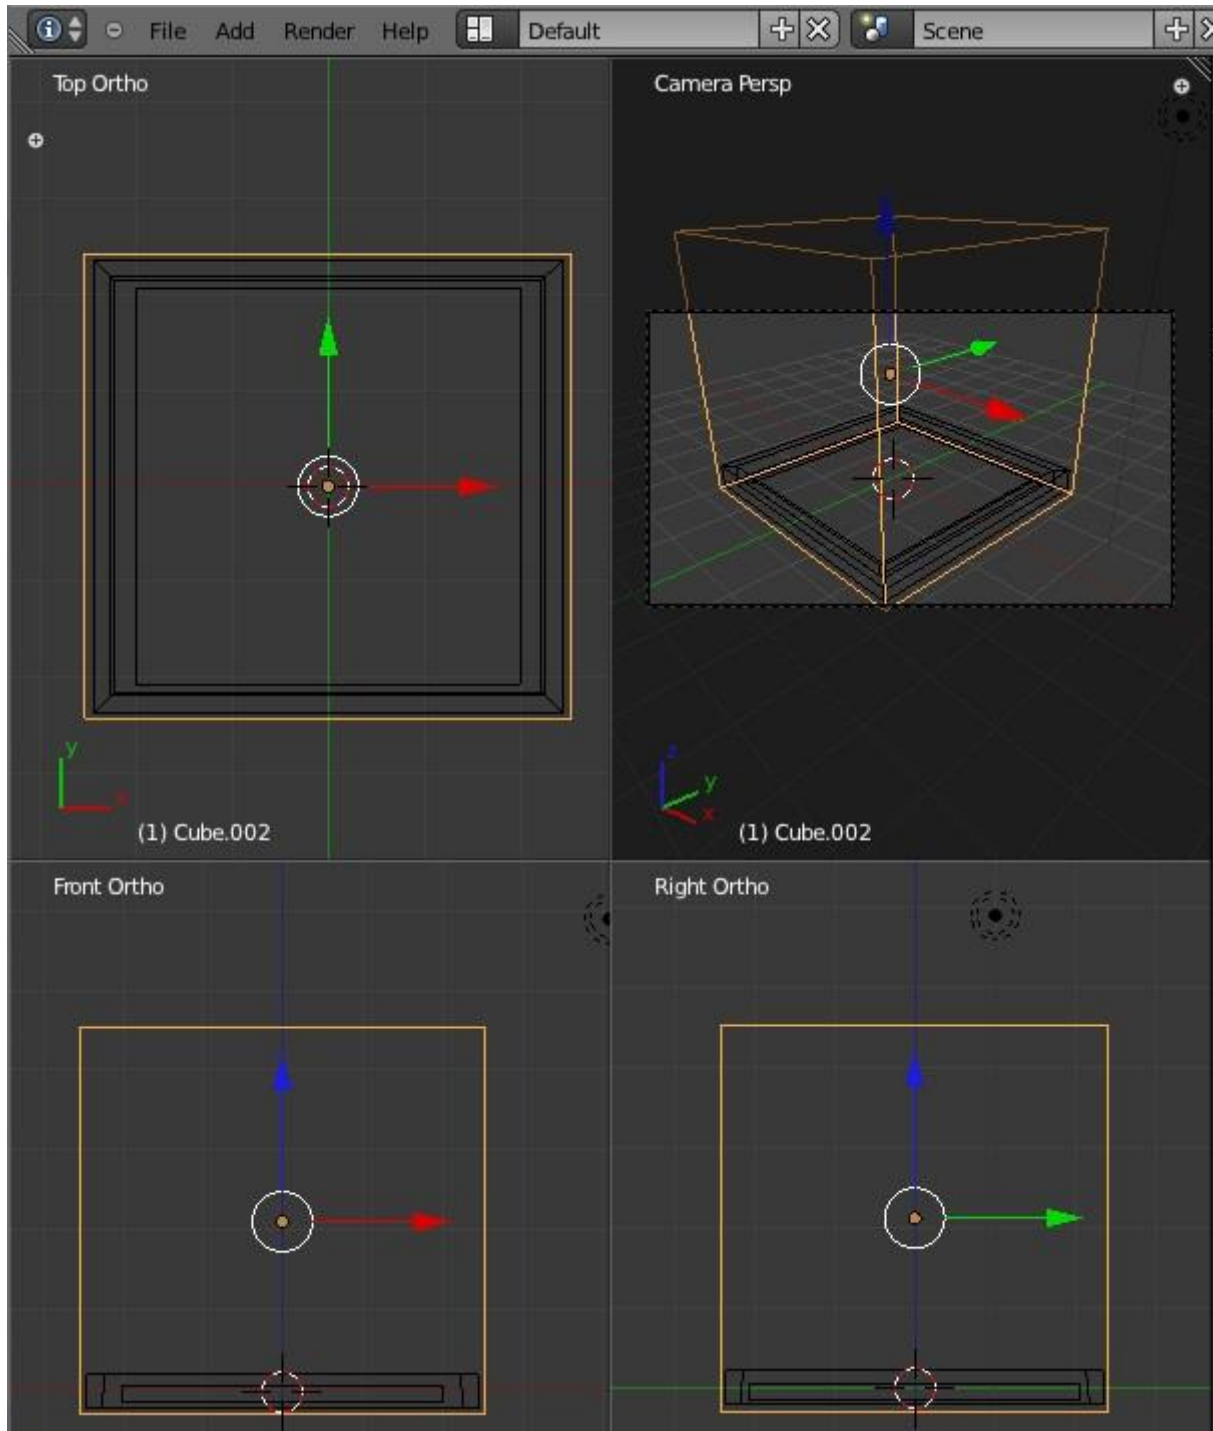 File Add Render Help Default Scene
Top Ortho
Camera Persp
y
x
(1) Cube.002
z
y
x
(1) Cube.002
Front Ortho
Right Ortho